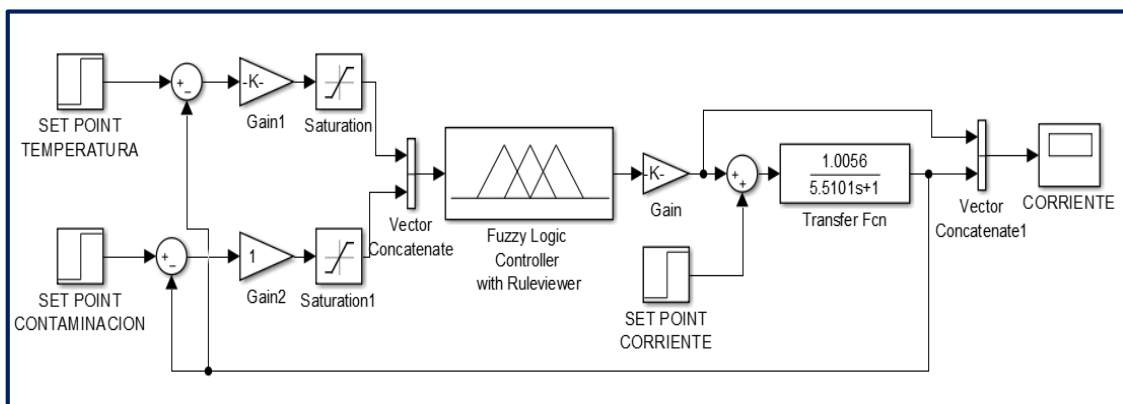 SET POINT
TEMPERATURA
+
−
-K-
Gain1
Saturation
SET POINT
CONTAMINACION
+
−
1
Gain2
Saturation1
Vector
Concatenate
Fuzzy Logic
Controller
with Ruleviewer
-K-
Gain
SET POINT
CORRIENTE
+
+
1.0056
5.5101s+1
Transfer Fcn
Vector
Concatenate1
CORRIENTE